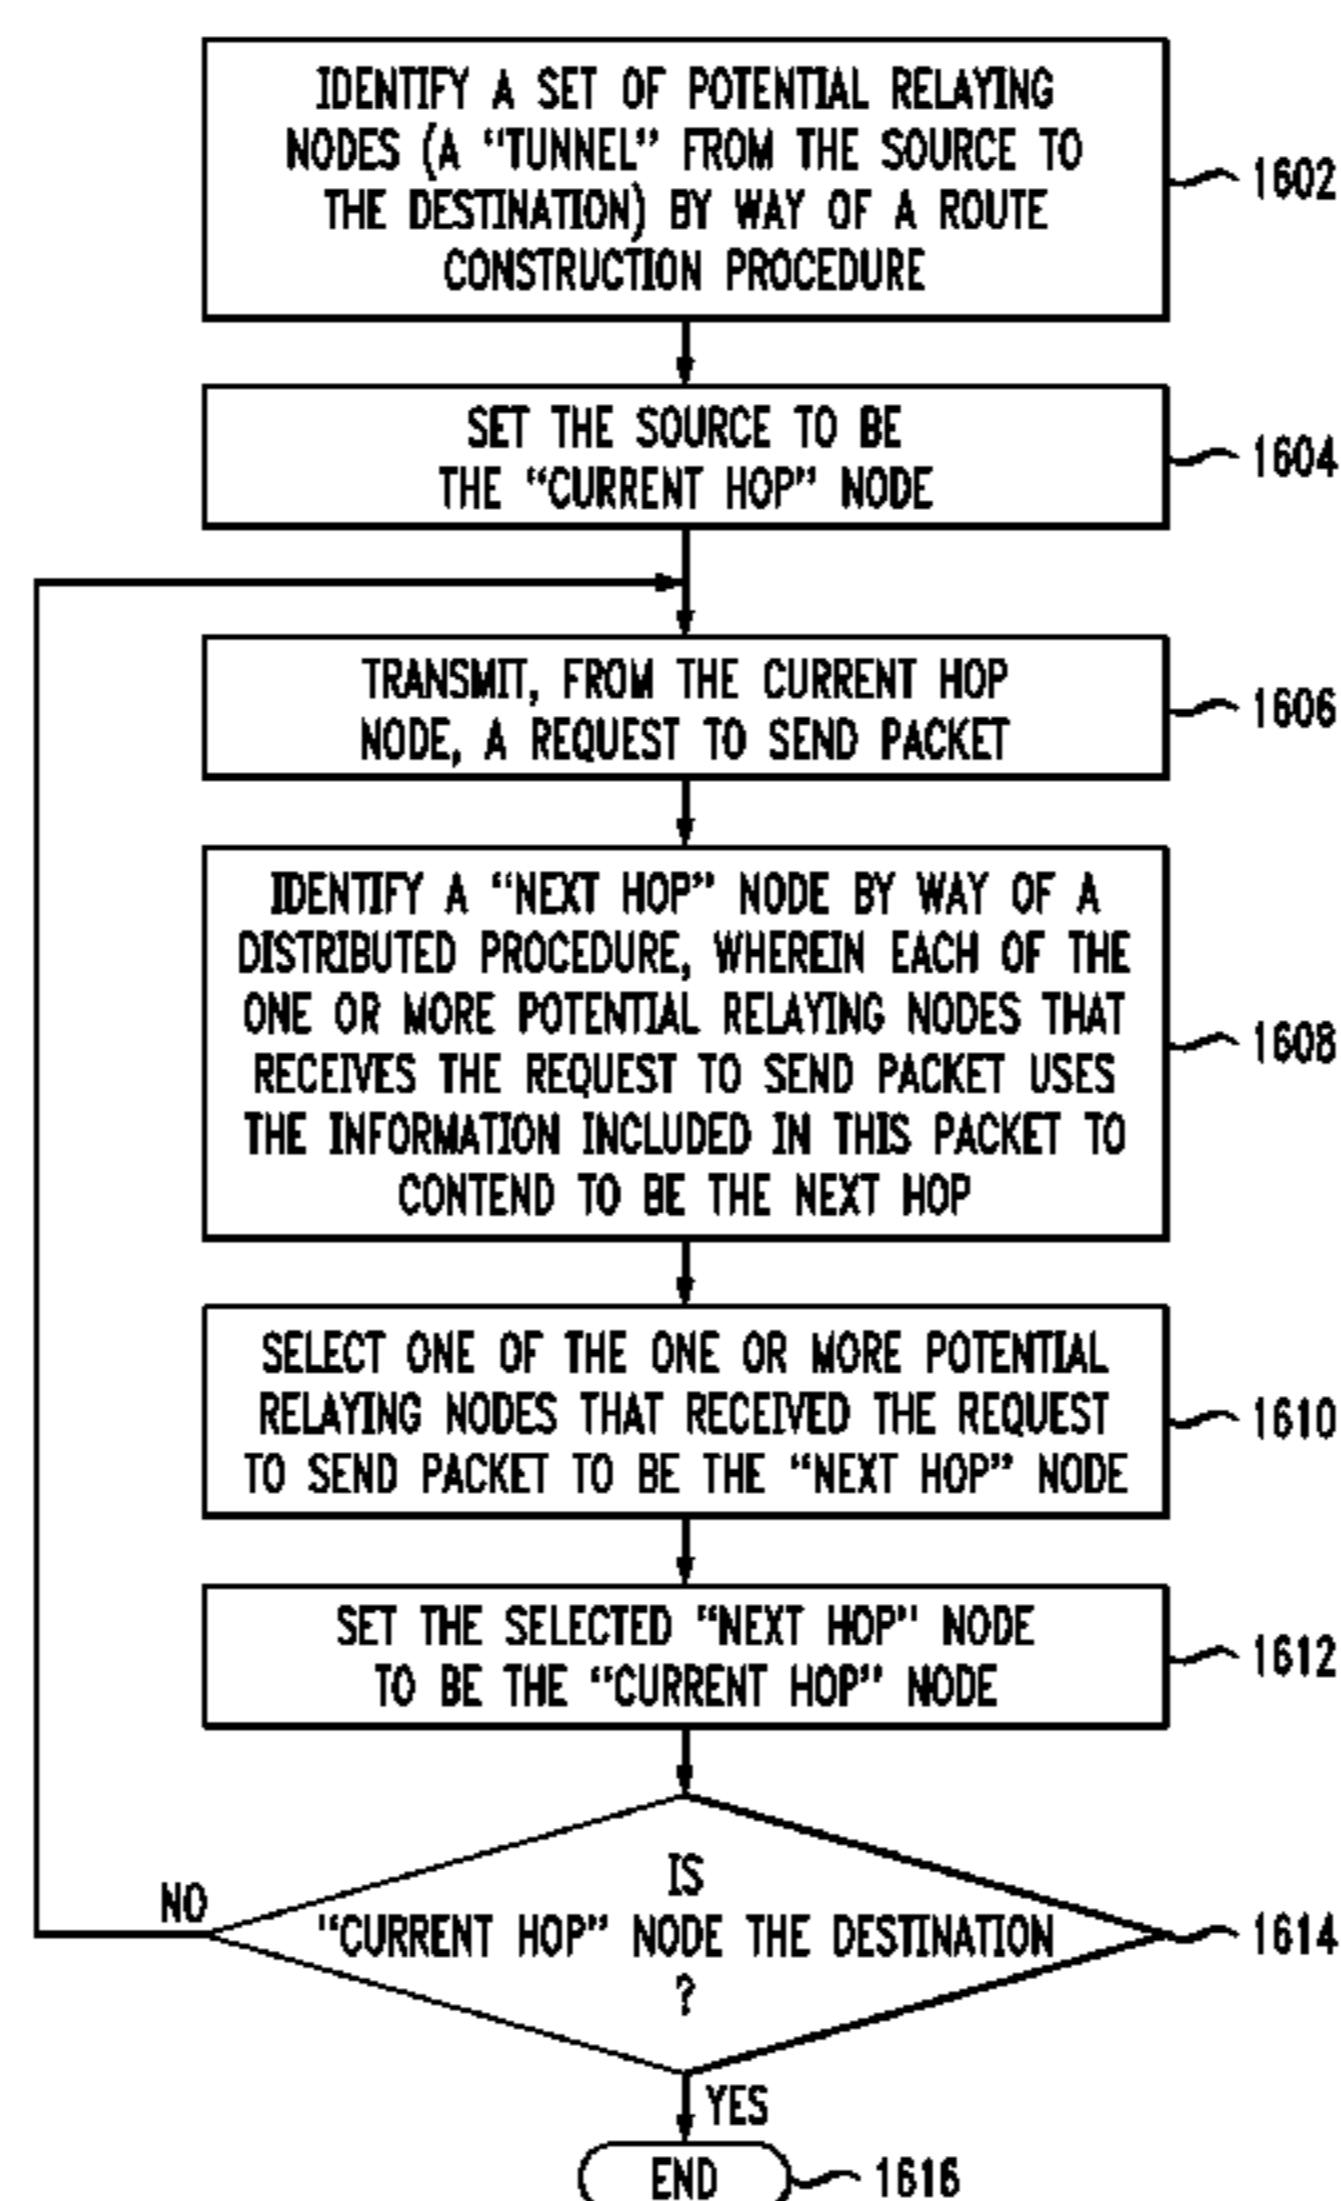 IDENTIFY A SET OF POTENTIAL RELAYING
NODES (A “TUNNEL” FROM THE SOURCE TO
THE DESTINATION) BY WAY OF A ROUTE
CONSTRUCTION PROCEDURE
1602
SET THE SOURCE TO BE
THE “CURRENT HOP” NODE
1604
TRANSMIT, FROM THE CURRENT HOP
NODE, A REQUEST TO SEND PACKET
1606
IDENTIFY A “NEXT HOP” NODE BY WAY OF A
DISTRIBUTED PROCEDURE, WHEREIN EACH OF THE
ONE OR MORE POTENTIAL RELAYING NODES THAT
RECEIVES THE REQUEST TO SEND PACKET USES
THE INFORMATION INCLUDED IN THIS PACKET TO
CONTEND TO BE THE NEXT HOP
1608
SELECT ONE OF THE ONE OR MORE POTENTIAL
RELAYING NODES THAT RECEIVED THE REQUEST
TO SEND PACKET TO BE THE “NEXT HOP” NODE
1610
SET THE SELECTED “NEXT HOP” NODE
TO BE THE “CURRENT HOP” NODE
1612
IS
“CURRENT HOP” NODE THE DESTINATION
?
1614
NO
YES
END
1616